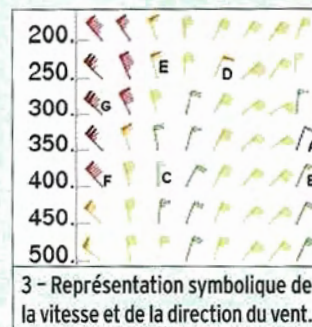 200.
250. E D
300. G
350. A
400. F C B
450.
500.
3 – Représentation symbolique de
la vitesse et de la direction du vent.